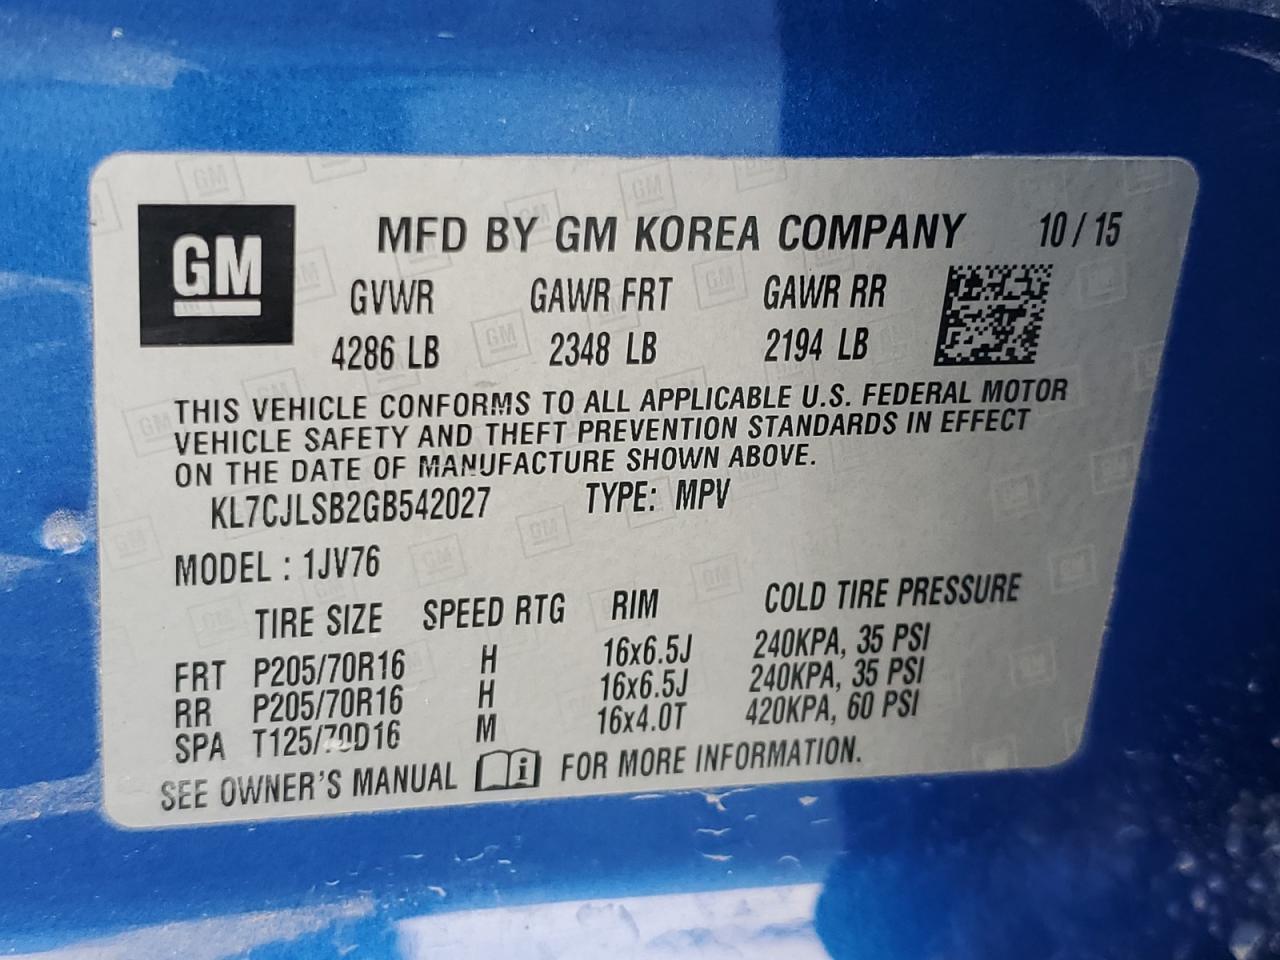 GM
MFD BY GM KOREA COMPANY 10/15
GVWR GAWR FRT GAWR RR
4286 LB 2348 LB 2194 LB
THIS VEHICLE CONFORMS TO ALL APPLICABLE U.S. FEDERAL MOTOR
VEHICLE SAFETY AND THEFT PREVENTION STANDARDS IN EFFECT
ON THE DATE OF MANUFACTURE SHOWN ABOVE.
KL7CJLSB2GB542027 TYPE: MPV
MODEL : 1JV76
TIRE SIZE SPEED RTG RIM COLD TIRE PRESSURE
FRT P205/70R16 H 16x6.5J 240KPA, 35 PSI
RR P205/70R16 H 16x6.5J 240KPA, 35 PSI
SPA T125/70D16 M 16x4.0T 420KPA, 60 PSI
SEE OWNER'S MANUAL i FOR MORE INFORMATION.